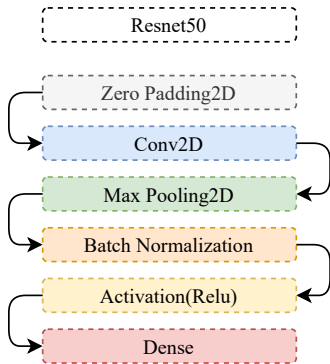 Resnet50
Zero Padding2D
Conv2D
Max Pooling2D
Batch Normalization
Activation(Relu)
Dense